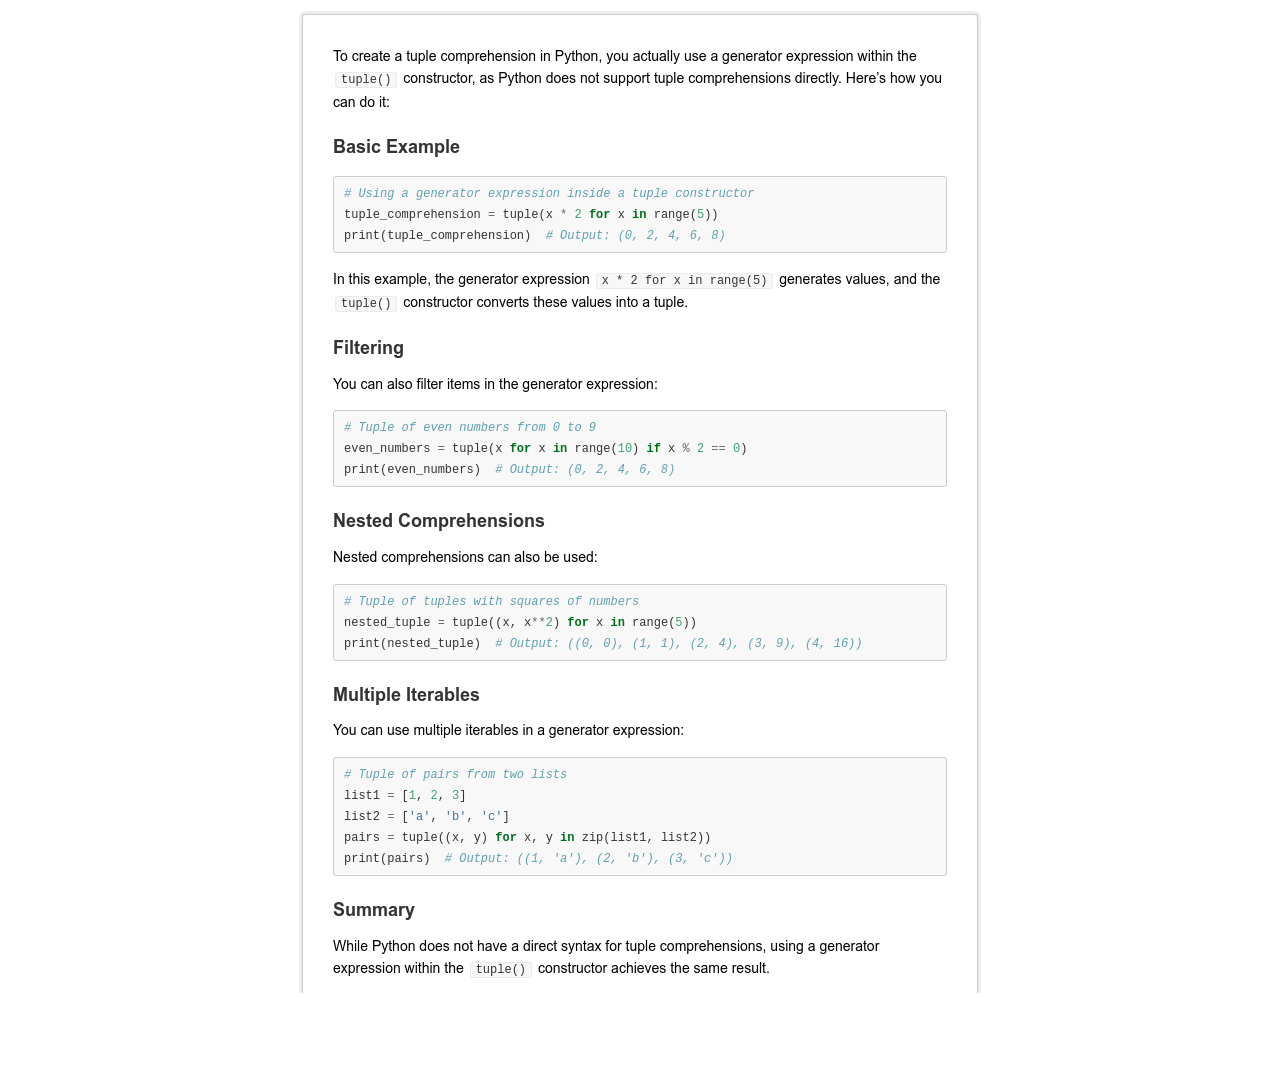 To create a tuple comprehension in Python, you actually use a generator expression within the
tuple() constructor, as Python does not support tuple comprehensions directly. Here’s how you
can do it:
Basic Example
# Using a generator expression inside a tuple constructor
tuple_comprehension = tuple(x * 2 for x in range(5))
print(tuple_comprehension)  # Output: (0, 2, 4, 6, 8)
In this example, the generator expression x * 2 for x in range(5) generates values, and the
tuple() constructor converts these values into a tuple.
Filtering
You can also filter items in the generator expression:
# Tuple of even numbers from 0 to 9
even_numbers = tuple(x for x in range(10) if x % 2 == 0)
print(even_numbers)  # Output: (0, 2, 4, 6, 8)
Nested Comprehensions
Nested comprehensions can also be used:
# Tuple of tuples with squares of numbers
nested_tuple = tuple((x, x**2) for x in range(5))
print(nested_tuple)  # Output: ((0, 0), (1, 1), (2, 4), (3, 9), (4, 16))
Multiple Iterables
You can use multiple iterables in a generator expression:
# Tuple of pairs from two lists
list1 = [1, 2, 3]
list2 = ['a', 'b', 'c']
pairs = tuple((x, y) for x, y in zip(list1, list2))
print(pairs)  # Output: ((1, 'a'), (2, 'b'), (3, 'c'))
Summary
While Python does not have a direct syntax for tuple comprehensions, using a generator
expression within the tuple() constructor achieves the same result.